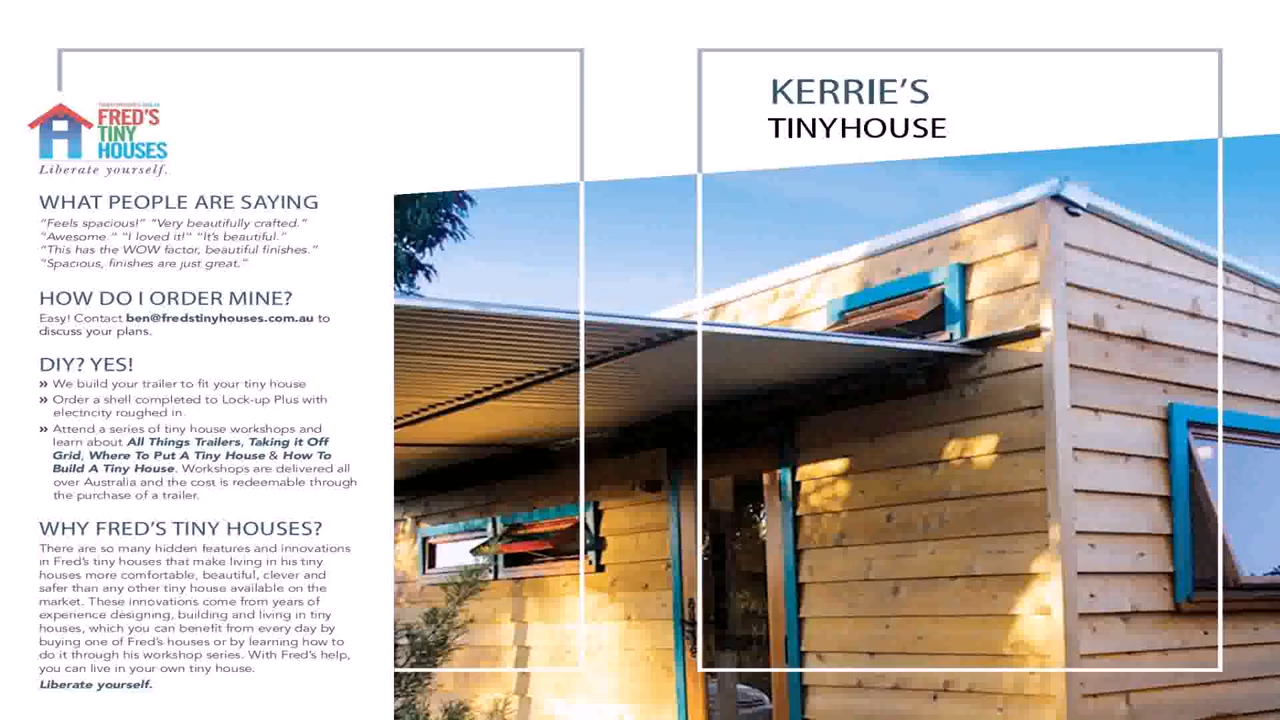 FRED'S
TINY
HOUSES
Liberate yourself.
WHAT PEOPLE ARE SAYING
“Feels spacious!” “Very beautifully crafted.”
“Awesome.” “I loved it!” “It’s beautiful.”
“This has the WOW factor, beautiful finishes.”
“Spacious, finishes are just great.”
HOW DO I ORDER MINE?
Easy! Contact ben@fredstinyhouses.com.au to
discuss your plans.
DIY? YES!
» We build your trailer to fit your tiny house
» Order a shell completed to Lock-up Plus with
electricity roughed in.
» Attend a series of tiny house workshops and
learn about All Things Trailers, Taking it Off
Grid, Where To Put A Tiny House & How To
Build A Tiny House. Workshops are delivered all
over Australia and the cost is redeemable through
the purchase of a trailer.
WHY FRED’S TINY HOUSES?
There are so many hidden features and innovations
in Fred’s tiny houses that make living in his tiny
houses more comfortable, beautiful, clever and
safer than any other tiny house available on the
market. These innovations come from years of
experience designing, building and living in tiny
houses, which you can benefit from every day by
buying one of Fred’s houses or by learning how to
do it through his workshop series. With Fred’s help,
you can live in your own tiny house.
Liberate yourself.
KERRIE’S
TINYHOUSE